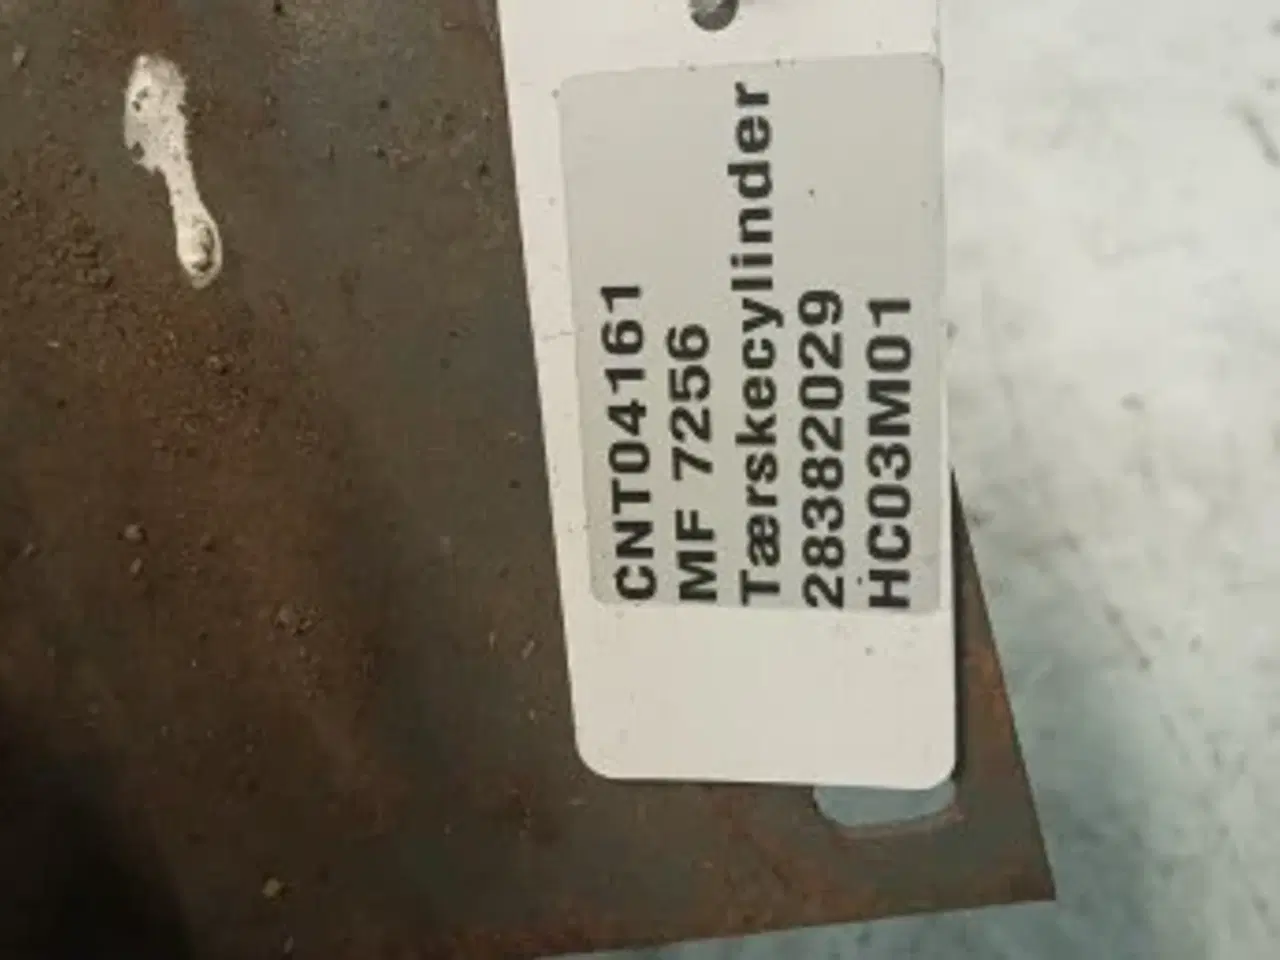 CNT04161
MF 7256
Tærskecylinder
28382029
HC03M01